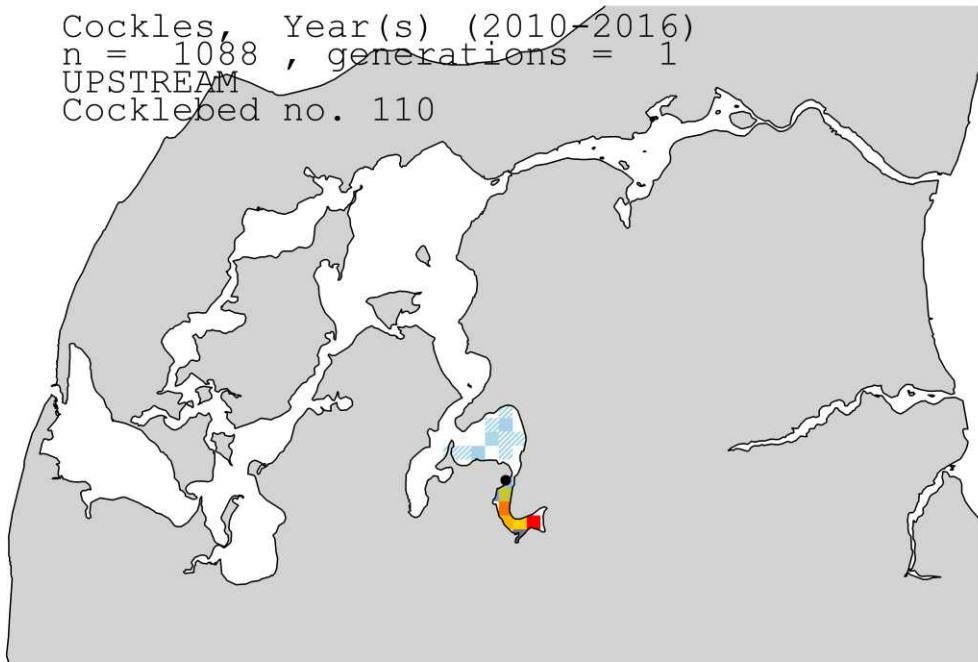 Cockles, Year(s) (2010-2016)
n = 1088 , generations = 1
UPSTREAM
Cocklebed no. 110